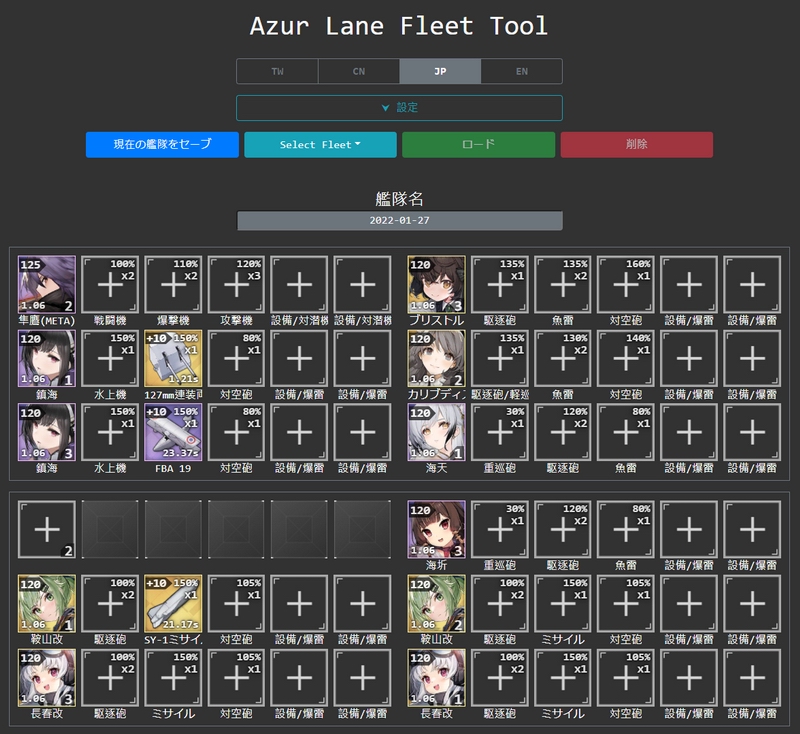 Azur Lane Fleet Tool
TW CN JP EN
設定
現在の艦隊をセーブ Select Fleet ロード 削除
艦隊名
2022-01-27
125 100% x2 110% x2 120% x3 120 135% x1 135% x2 160% x1
1.06 2 1.06 3
隼鷹(META) 戦闘機 爆撃機 攻撃機 設備/対潜機 設備/対潜機 ブリストル 駆逐砲 魚雷 対空砲 設備/爆雷 設備/爆雷
120 150% x1 +10 150% x1 80% x1 120 135% x1 130% x2 140% x1
1.06 1 1.21s 1.06 2
鎮海 水上機 127mm連装両 対空砲 設備/爆雷 設備/爆雷 カリブディス 駆逐砲/軽巡 魚雷 対空砲 設備/爆雷 設備/爆雷
120 150% x1 +10 150% x1 80% x1 120 30% x1 120% x2 80% x1
1.06 3 23.37s 1.06 1
鎮海 水上機 FBA 19 対空砲 設備/爆雷 設備/爆雷 海天 重巡砲 駆逐砲 魚雷 設備/爆雷 設備/爆雷
120 30% x1 120% x2 80% x1
2 1.06 3
海圻 重巡砲 駆逐砲 魚雷 設備/爆雷 設備/爆雷
120 100% x2 +10 150% x1 105% x1 120 100% x2 150% x1 105% x1
1.06 1 21.17s 1.06 2
鞍山改 駆逐砲 SY-1ミサイ 対空砲 設備/爆雷 設備/爆雷 鞍山改 駆逐砲 ミサイル 対空砲 設備/爆雷 設備/爆雷
120 100% x2 150% x1 105% x1 120 100% x2 150% x1 105% x1
1.06 3 1.06 1
長春改 駆逐砲 ミサイル 対空砲 設備/爆雷 設備/爆雷 長春改 駆逐砲 ミサイル 対空砲 設備/爆雷 設備/爆雷